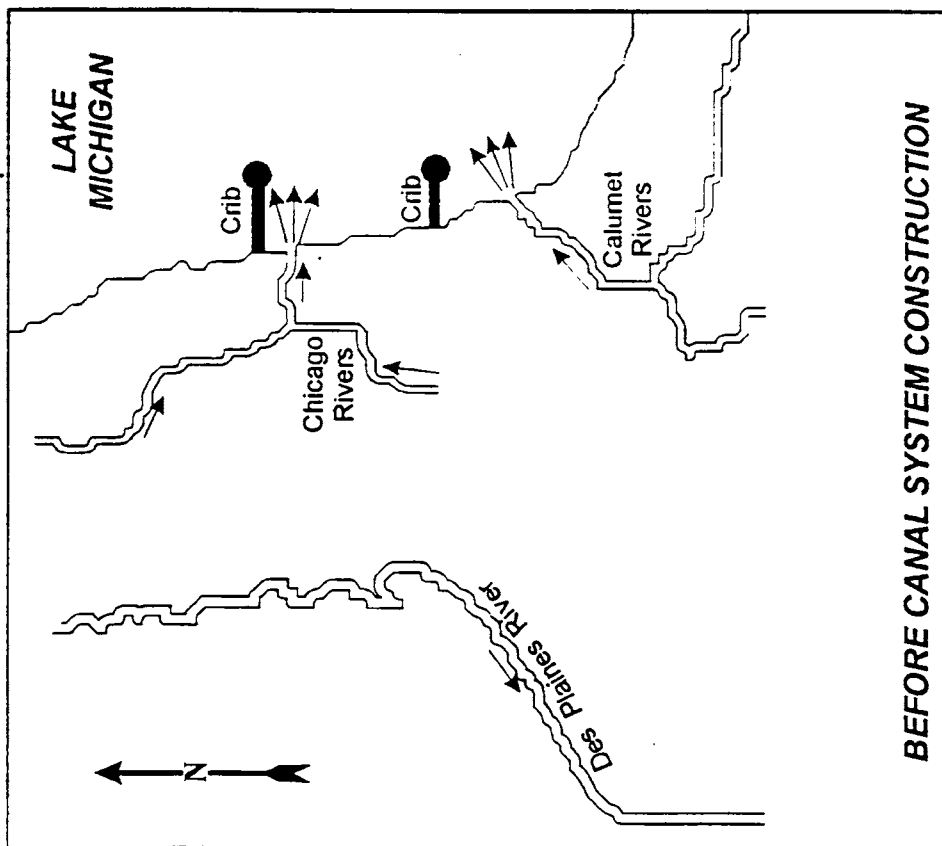 LAKE
MICHIGAN
Crib
Crib
Chicago
Rivers
Calumet
Rivers
Des Plaines River
N
BEFORE CANAL SYSTEM CONSTRUCTION